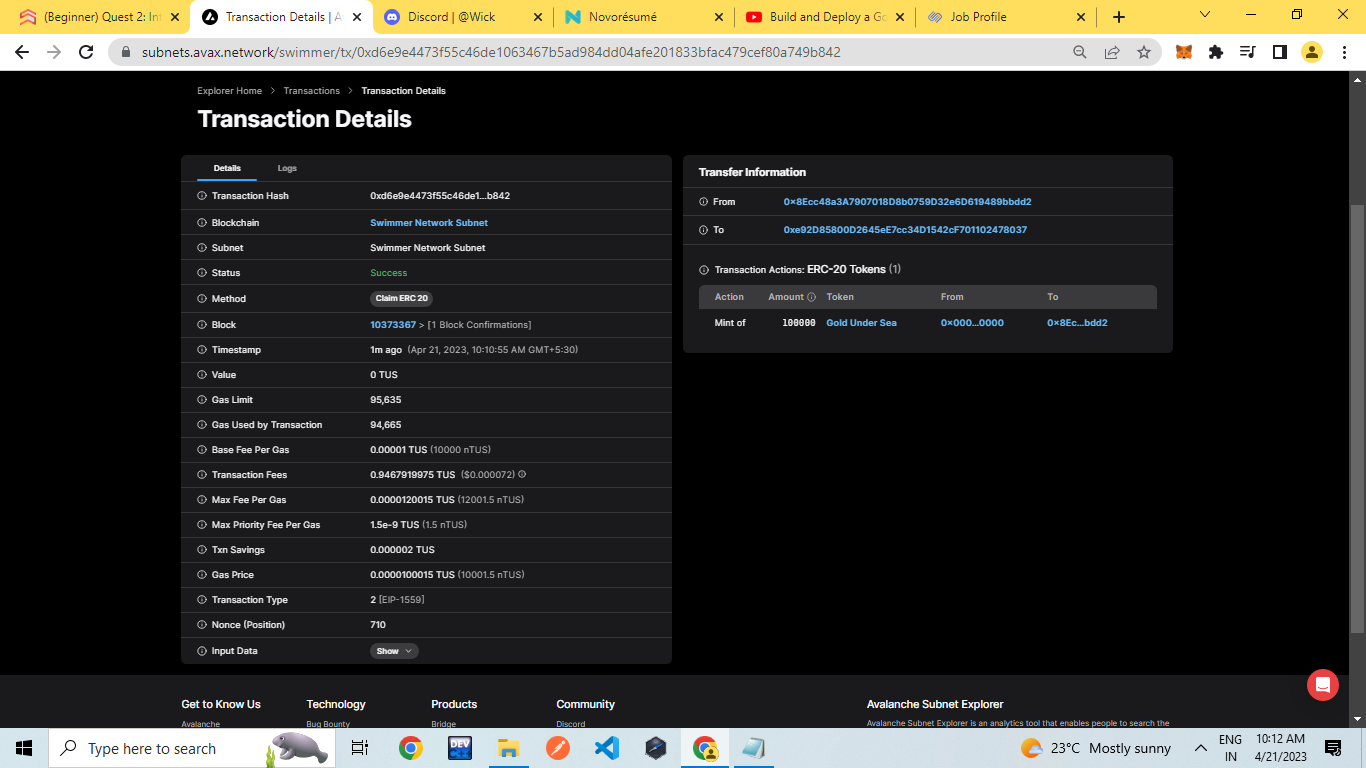 (Beginner) Quest 2: Int
Transaction Details | A
Discord | @Wick
Novorésumé
Build and Deploy a Go
Job Profile
subnets.avax.network/swimmer/tx/0xd6e9e4473f55c46de1063467b5ad984dd04afe201833bfac479cef80a749b842
Explorer Home > Transactions > Transaction Details
Transaction Details
Details Logs
Transaction Hash 0xd6e9e4473f55c46de1...b842
Blockchain Swimmer Network Subnet
Subnet Swimmer Network Subnet
Status Success
Method Claim ERC 20
Block 10373367 > [1 Block Confirmations]
Timestamp 1m ago (Apr 21, 2023, 10:10:55 AM GMT+5:30)
Value 0 TUS
Gas Limit 95,635
Gas Used by Transaction 94,665
Base Fee Per Gas 0.00001 TUS (10000 nTUS)
Transaction Fees 0.9467919975 TUS ($0.000072)
Max Fee Per Gas 0.0000120015 TUS (12001.5 nTUS)
Max Priority Fee Per Gas 1.5e-9 TUS (1.5 nTUS)
Txn Savings 0.000002 TUS
Gas Price 0.0000100015 TUS (10001.5 nTUS)
Transaction Type 2 [EIP-1559]
Nonce (Position) 710
Input Data Show
Transfer Information
From 0x8Ecc48a3A7907018D8b0759D32e6D619489bbdd2
To 0xe92D85800D2645eE7cc34D1542cF701102478037
Transaction Actions: ERC-20 Tokens (1)
Action Amount Token From To
Mint of 100000 Gold Under Sea 0x000...0000 0x8Ec...bdd2
Get to Know Us Technology Products Community Avalanche Subnet Explorer
Avalanche Bug Bounty Bridge Discord Avalanche Subnet Explorer is an analytics tool that enables people to search the
Type here to search
DEV
23°C Mostly sunny
ENG
IN
10:12 AM
4/21/2023